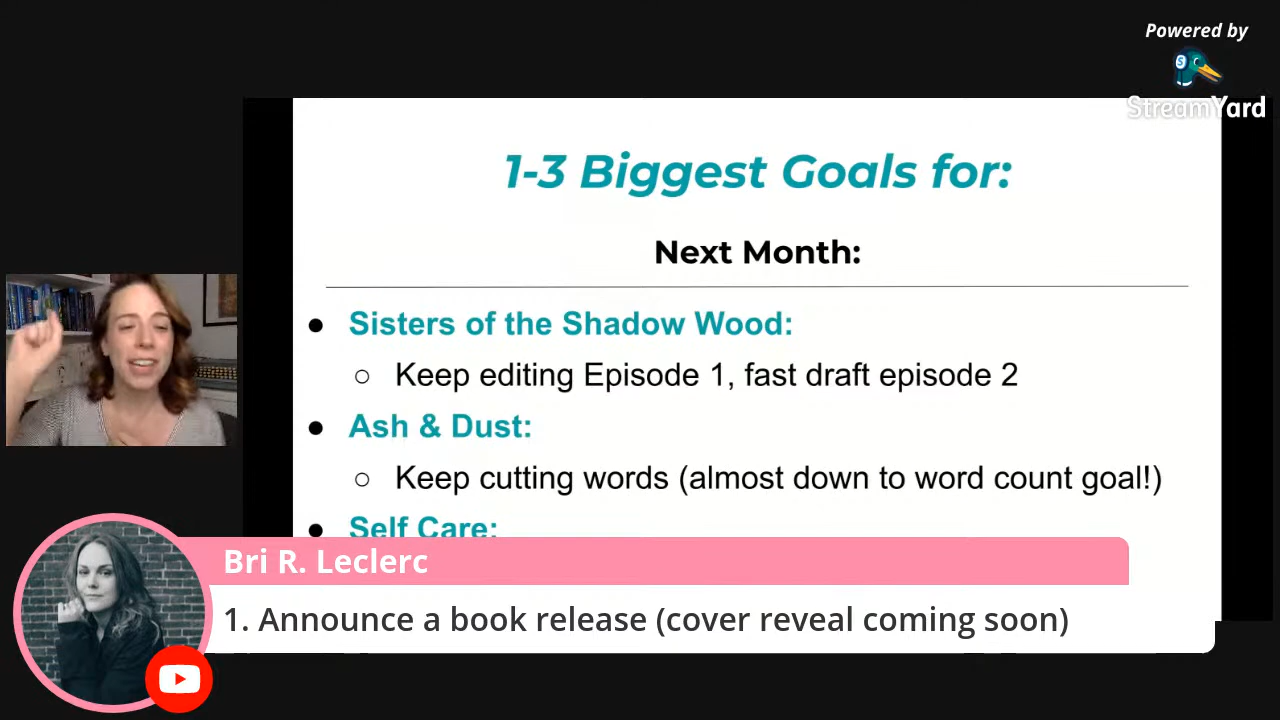 Powered by
StreamYard
1-3 Biggest Goals for:
Next Month:
● Sisters of the Shadow Wood:
○ Keep editing Episode 1, fast draft episode 2
● Ash & Dust:
○ Keep cutting words (almost down to word count goal!)
● Self Care:
Bri R. Leclerc
1. Announce a book release (cover reveal coming soon)